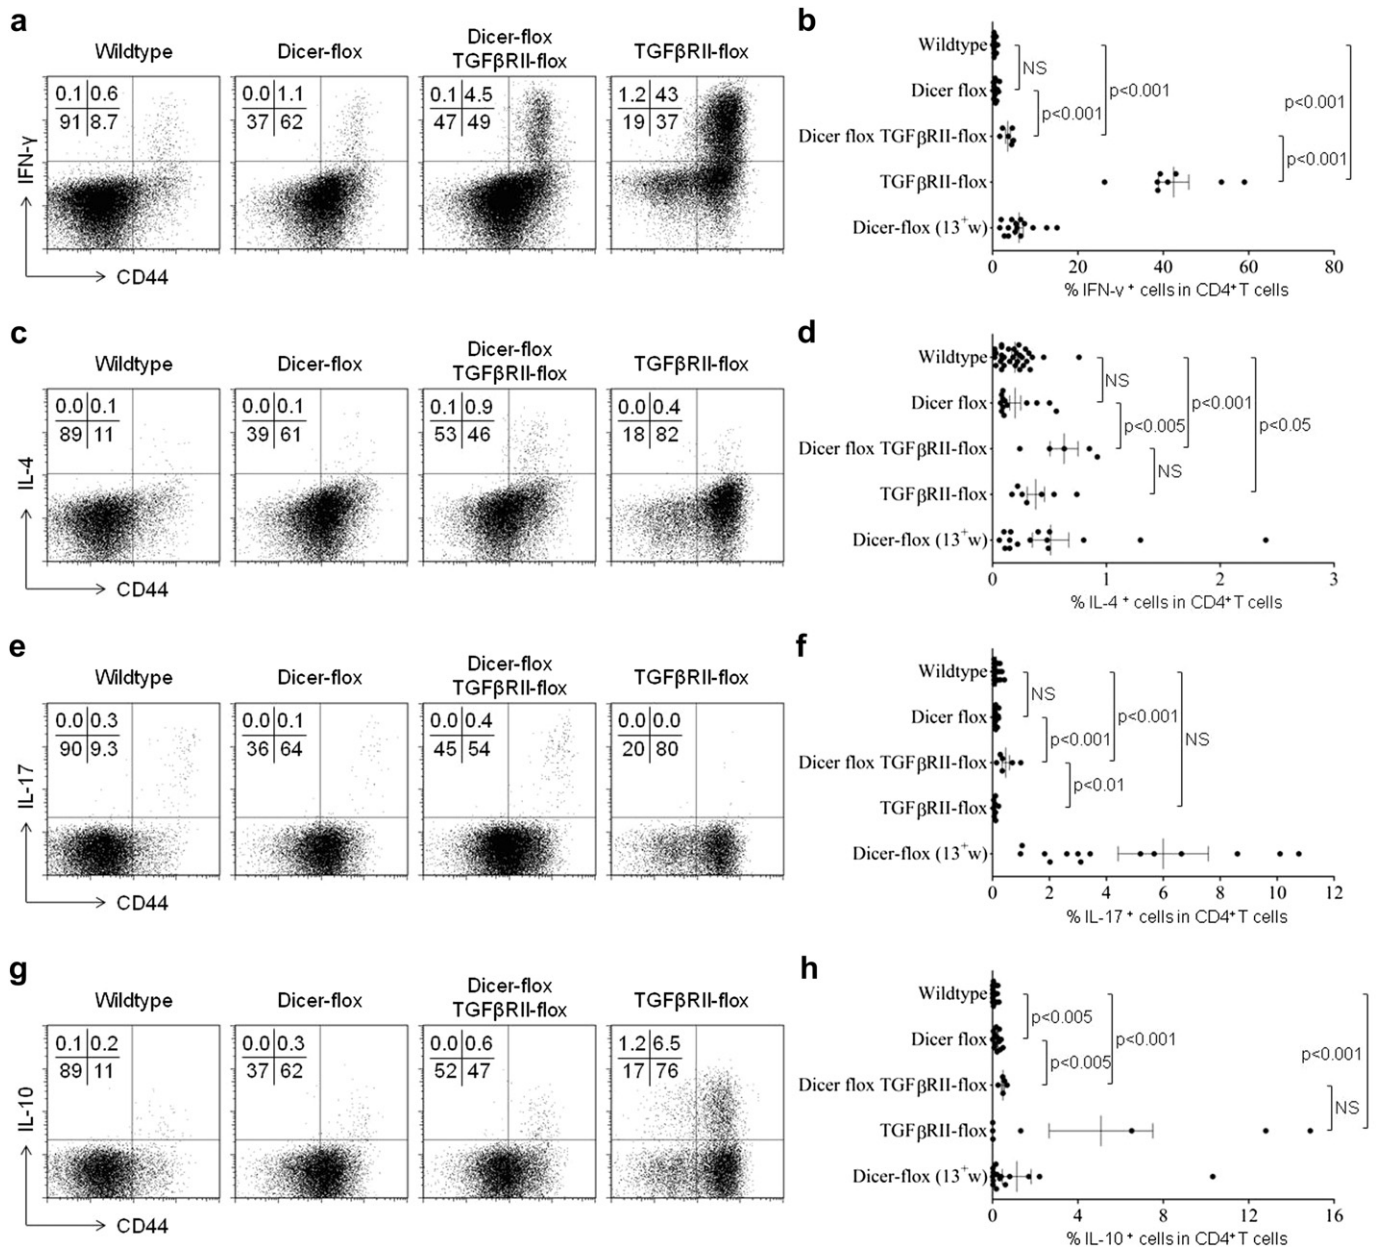 a
Wildtype
Dicer-flox
Dicer-flox
TGFβRII-flox
TGFβRII-flox
0.1 0.6
91 8.7
0.0 1.1
37 62
0.1 4.5
47 49
1.2 43
19 37
IFN-γ
CD44
b
Wildtype
Dicer flox
Dicer flox TGFβRII-flox
TGFβRII-flox
Dicer-flox (13⁺w)
NS
p<0.001
p<0.001
p<0.001
p<0.001
0 20 40 60 80
% IFN-γ⁺ cells in CD4⁺T cells
c
Wildtype
Dicer-flox
Dicer-flox
TGFβRII-flox
TGFβRII-flox
0.0 0.1
89 11
0.0 0.1
39 61
0.1 0.9
53 46
0.0 0.4
18 82
IL-4
CD44
d
Wildtype
Dicer flox
Dicer flox TGFβRII-flox
TGFβRII-flox
Dicer-flox (13⁺w)
NS
p<0.005
p<0.001
p<0.05
NS
0 1 2 3
% IL-4⁺ cells in CD4⁺T cells
e
Wildtype
Dicer-flox
Dicer-flox
TGFβRII-flox
TGFβRII-flox
0.0 0.3
90 9.3
0.0 0.1
36 64
0.0 0.4
45 54
0.0 0.0
20 80
IL-17
CD44
f
Wildtype
Dicer flox
Dicer flox TGFβRII-flox
TGFβRII-flox
Dicer-flox (13⁺w)
NS
p<0.001
p<0.001
NS
p<0.01
0 2 4 6 8 10 12
% IL-17⁺ cells in CD4⁺T cells
g
Wildtype
Dicer-flox
Dicer-flox
TGFβRII-flox
TGFβRII-flox
0.1 0.2
89 11
0.0 0.3
37 62
0.0 0.6
52 47
1.2 6.5
17 76
IL-10
CD44
h
Wildtype
Dicer flox
Dicer flox TGFβRII-flox
TGFβRII-flox
Dicer-flox (13⁺w)
p<0.005
p<0.005
p<0.001
p<0.001
NS
0 4 8 12 16
% IL-10⁺ cells in CD4⁺T cells